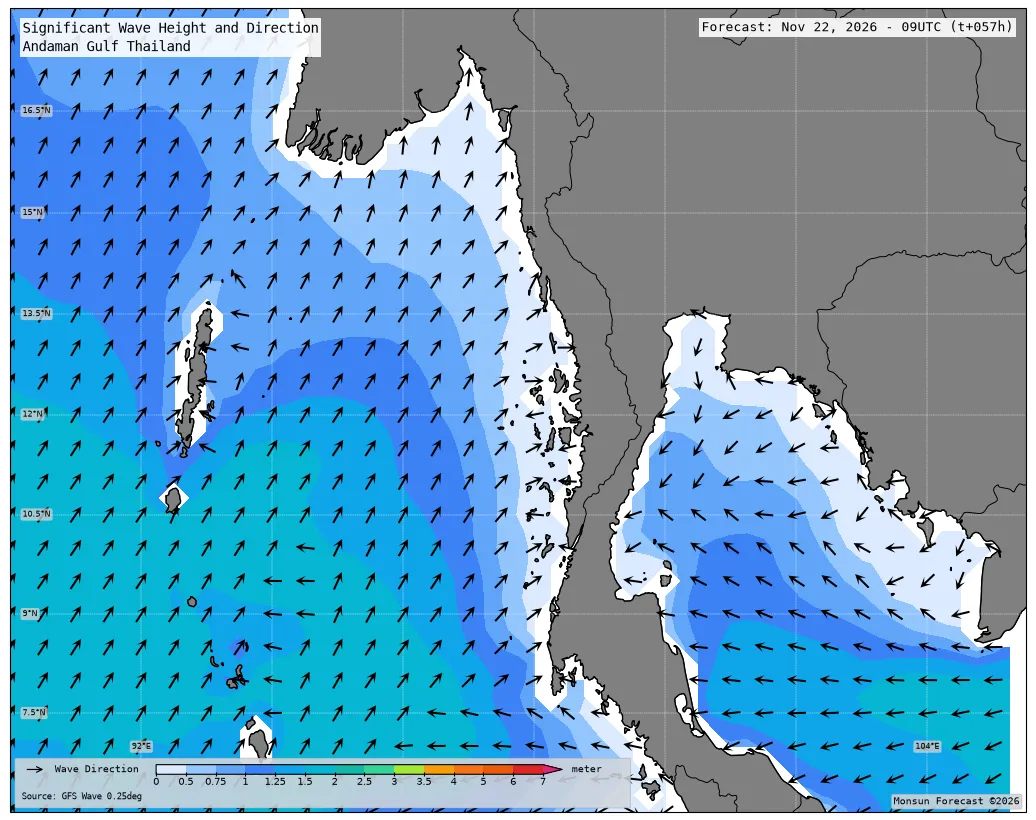 Significant Wave Height and Direction
Andaman Gulf Thailand
Forecast: Nov 22, 2026 - 09UTC (t+057h)
16.5°N
15°N
13.5°N
12°N
10.5°N
9°N
7.5°N
92°E
104°E
Wave Direction
0.5 0.75 1 1.25 1.5 2 2.5 3 3.5 4 5 6 7
meter
Source: GFS Wave 0.25deg
Monsun Forecast ©2026